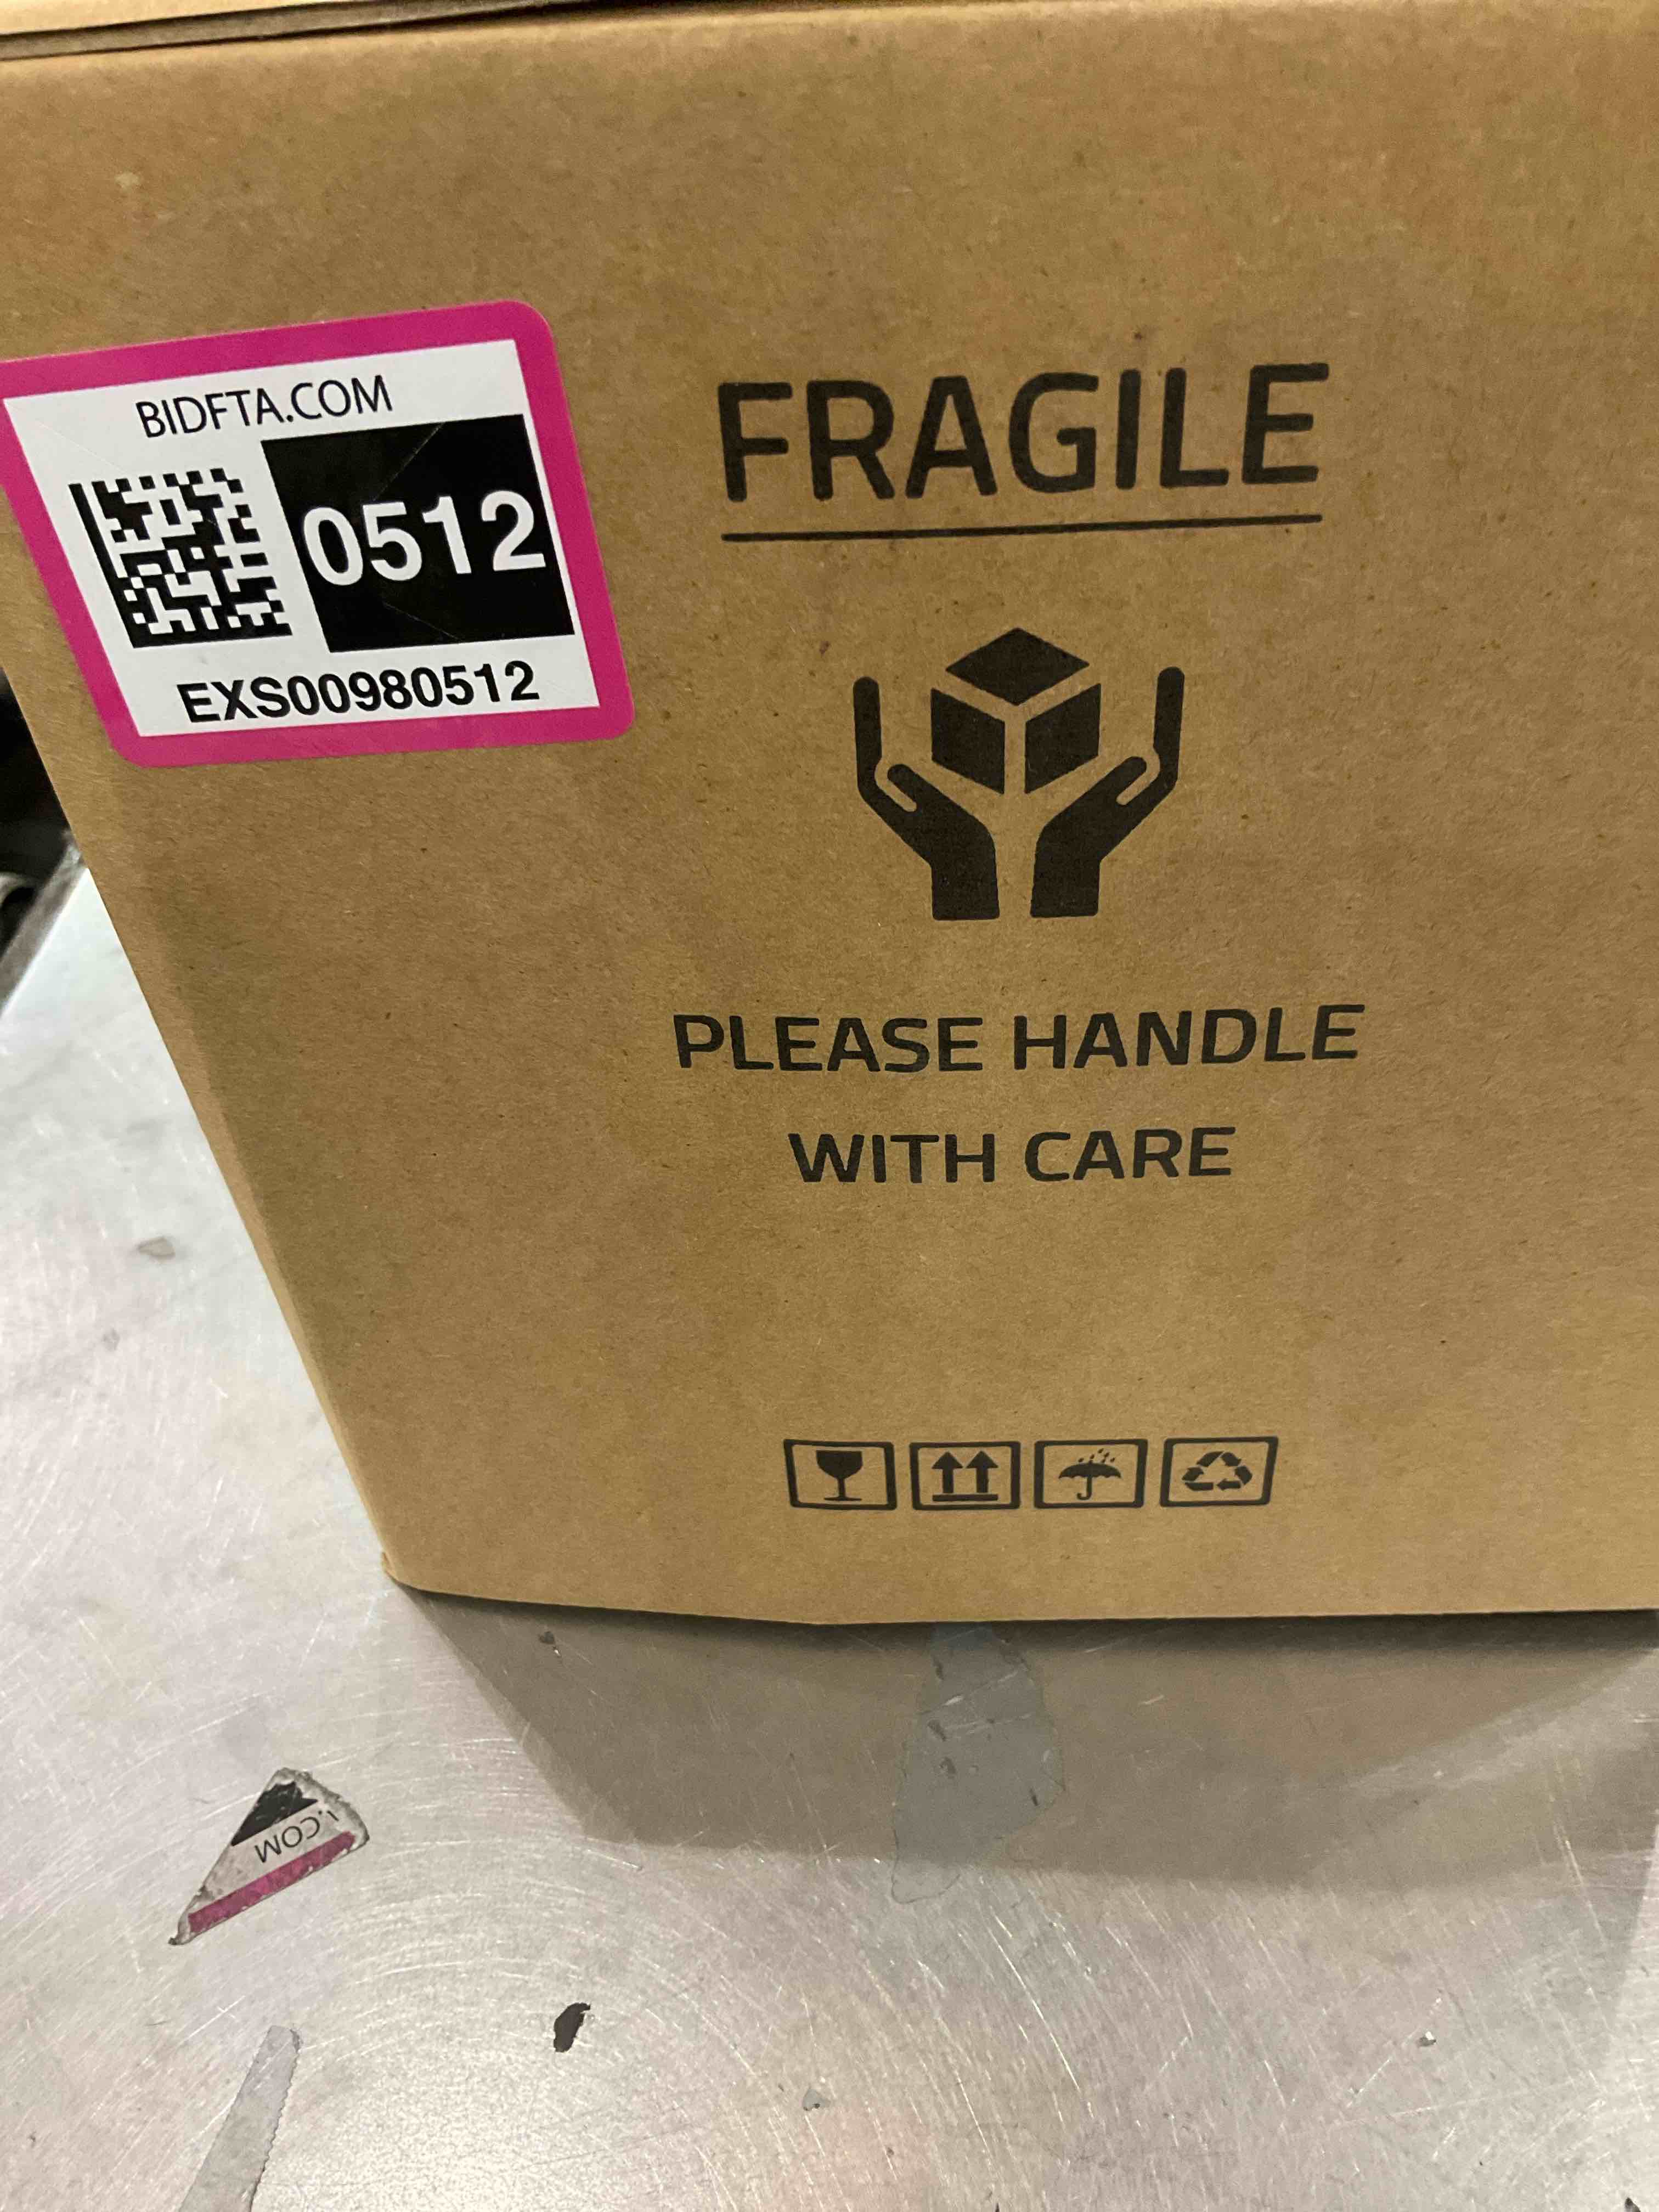 BIDFTA.COM
0512
EXS00980512
FRAGILE
PLEASE HANDLE
WITH CARE
.COM